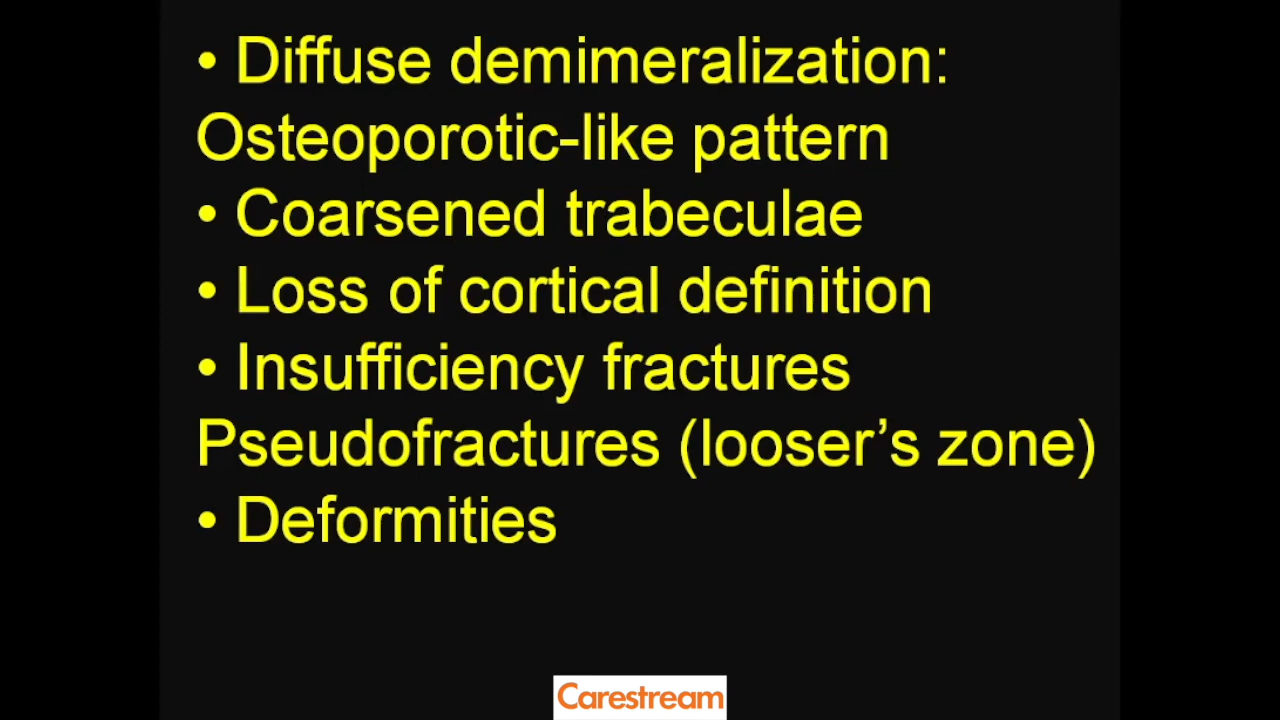 • Diffuse demimeralization:
Osteoporotic-like pattern
• Coarsened trabeculae
• Loss of cortical definition
• Insufficiency fractures
Pseudofractures (looser’s zone)
• Deformities
Carestream